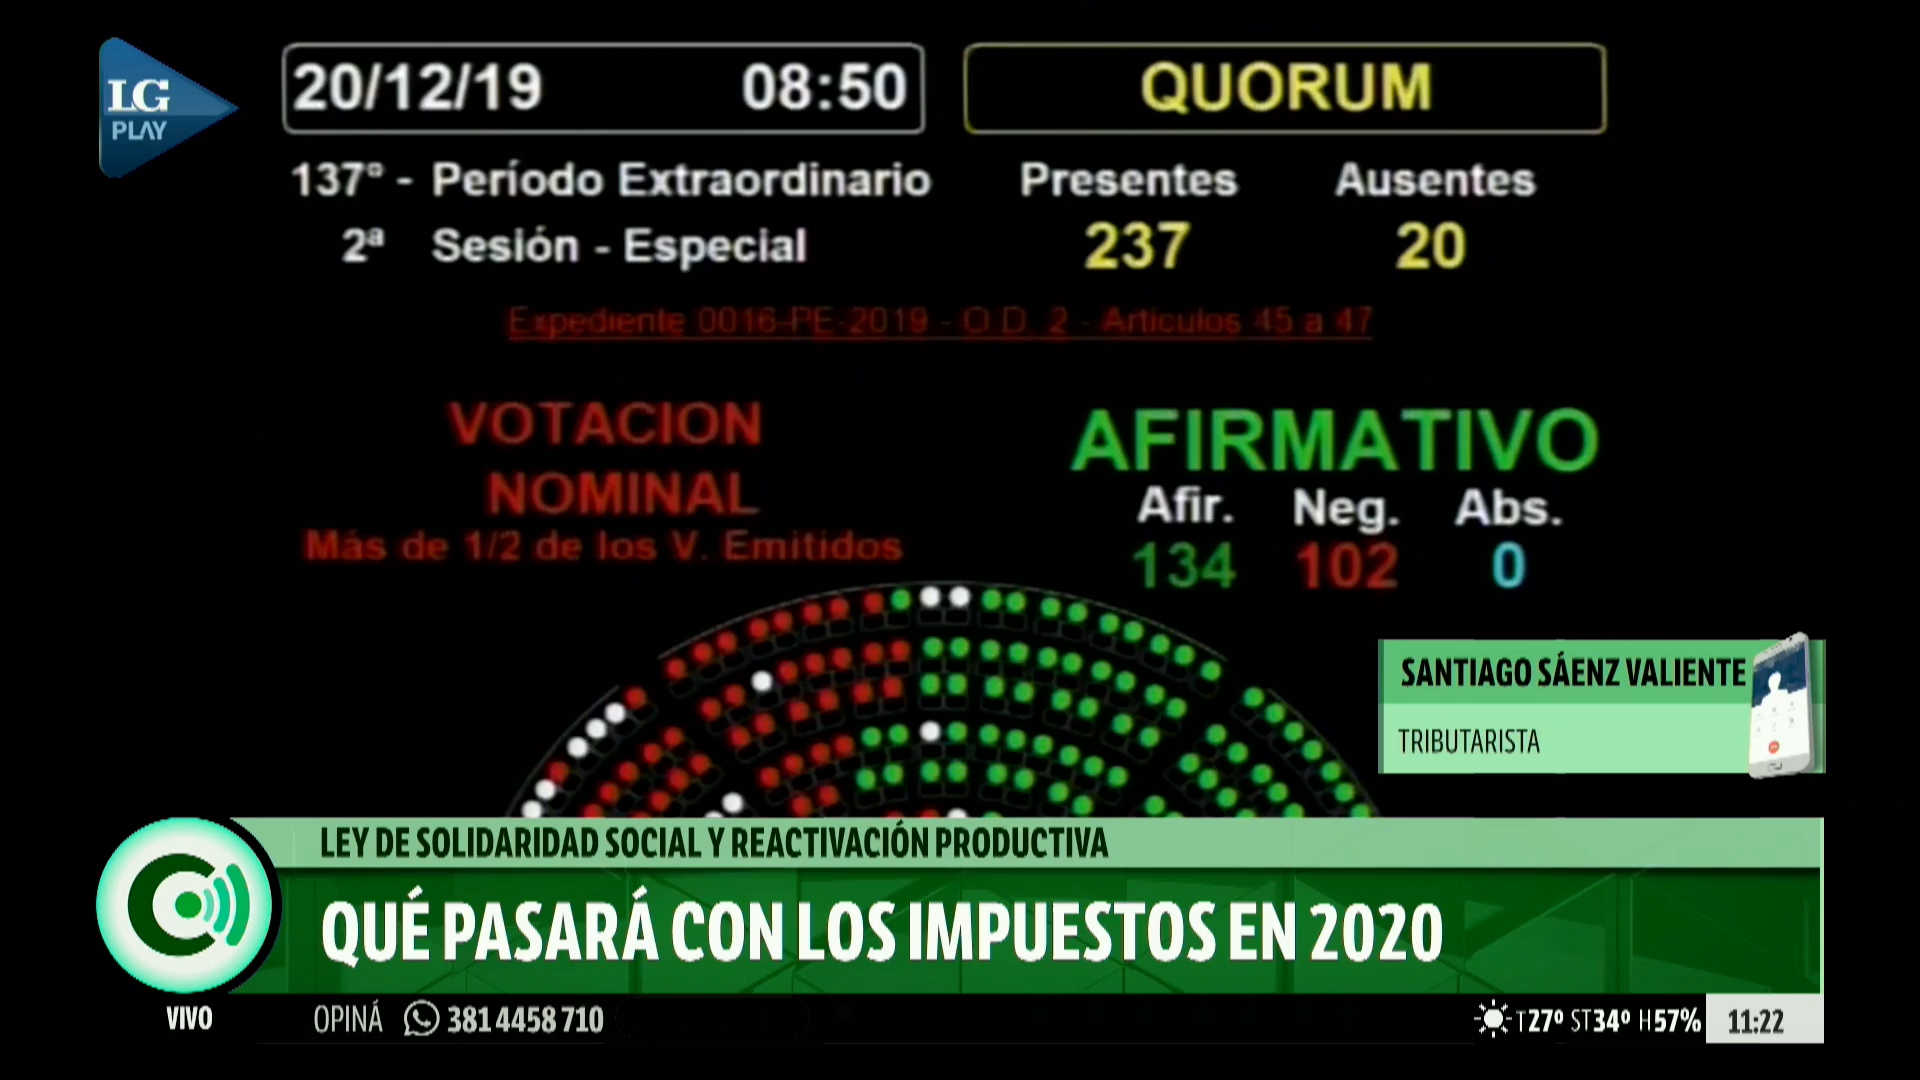 LG
PLAY
20/12/19 08:50
QUORUM
137° - Período Extraordinario
Presentes Ausentes
2ª Sesión - Especial
237 20
Expediente 0016-PE-2019 - O.D. 2 - Artículos 45 a 47
VOTACION
NOMINAL
Más de 1/2 de los V. Emitidos
AFIRMATIVO
Afir. Neg. Abs.
134 102 0
SANTIAGO SÁENZ VALIENTE
TRIBUTARISTA
LEY DE SOLIDARIDAD SOCIAL Y REACTIVACIÓN PRODUCTIVA
QUÉ PASARÁ CON LOS IMPUESTOS EN 2020
VIVO
OPINÁ 381 4458 710
T27º ST34º H57% 11:22